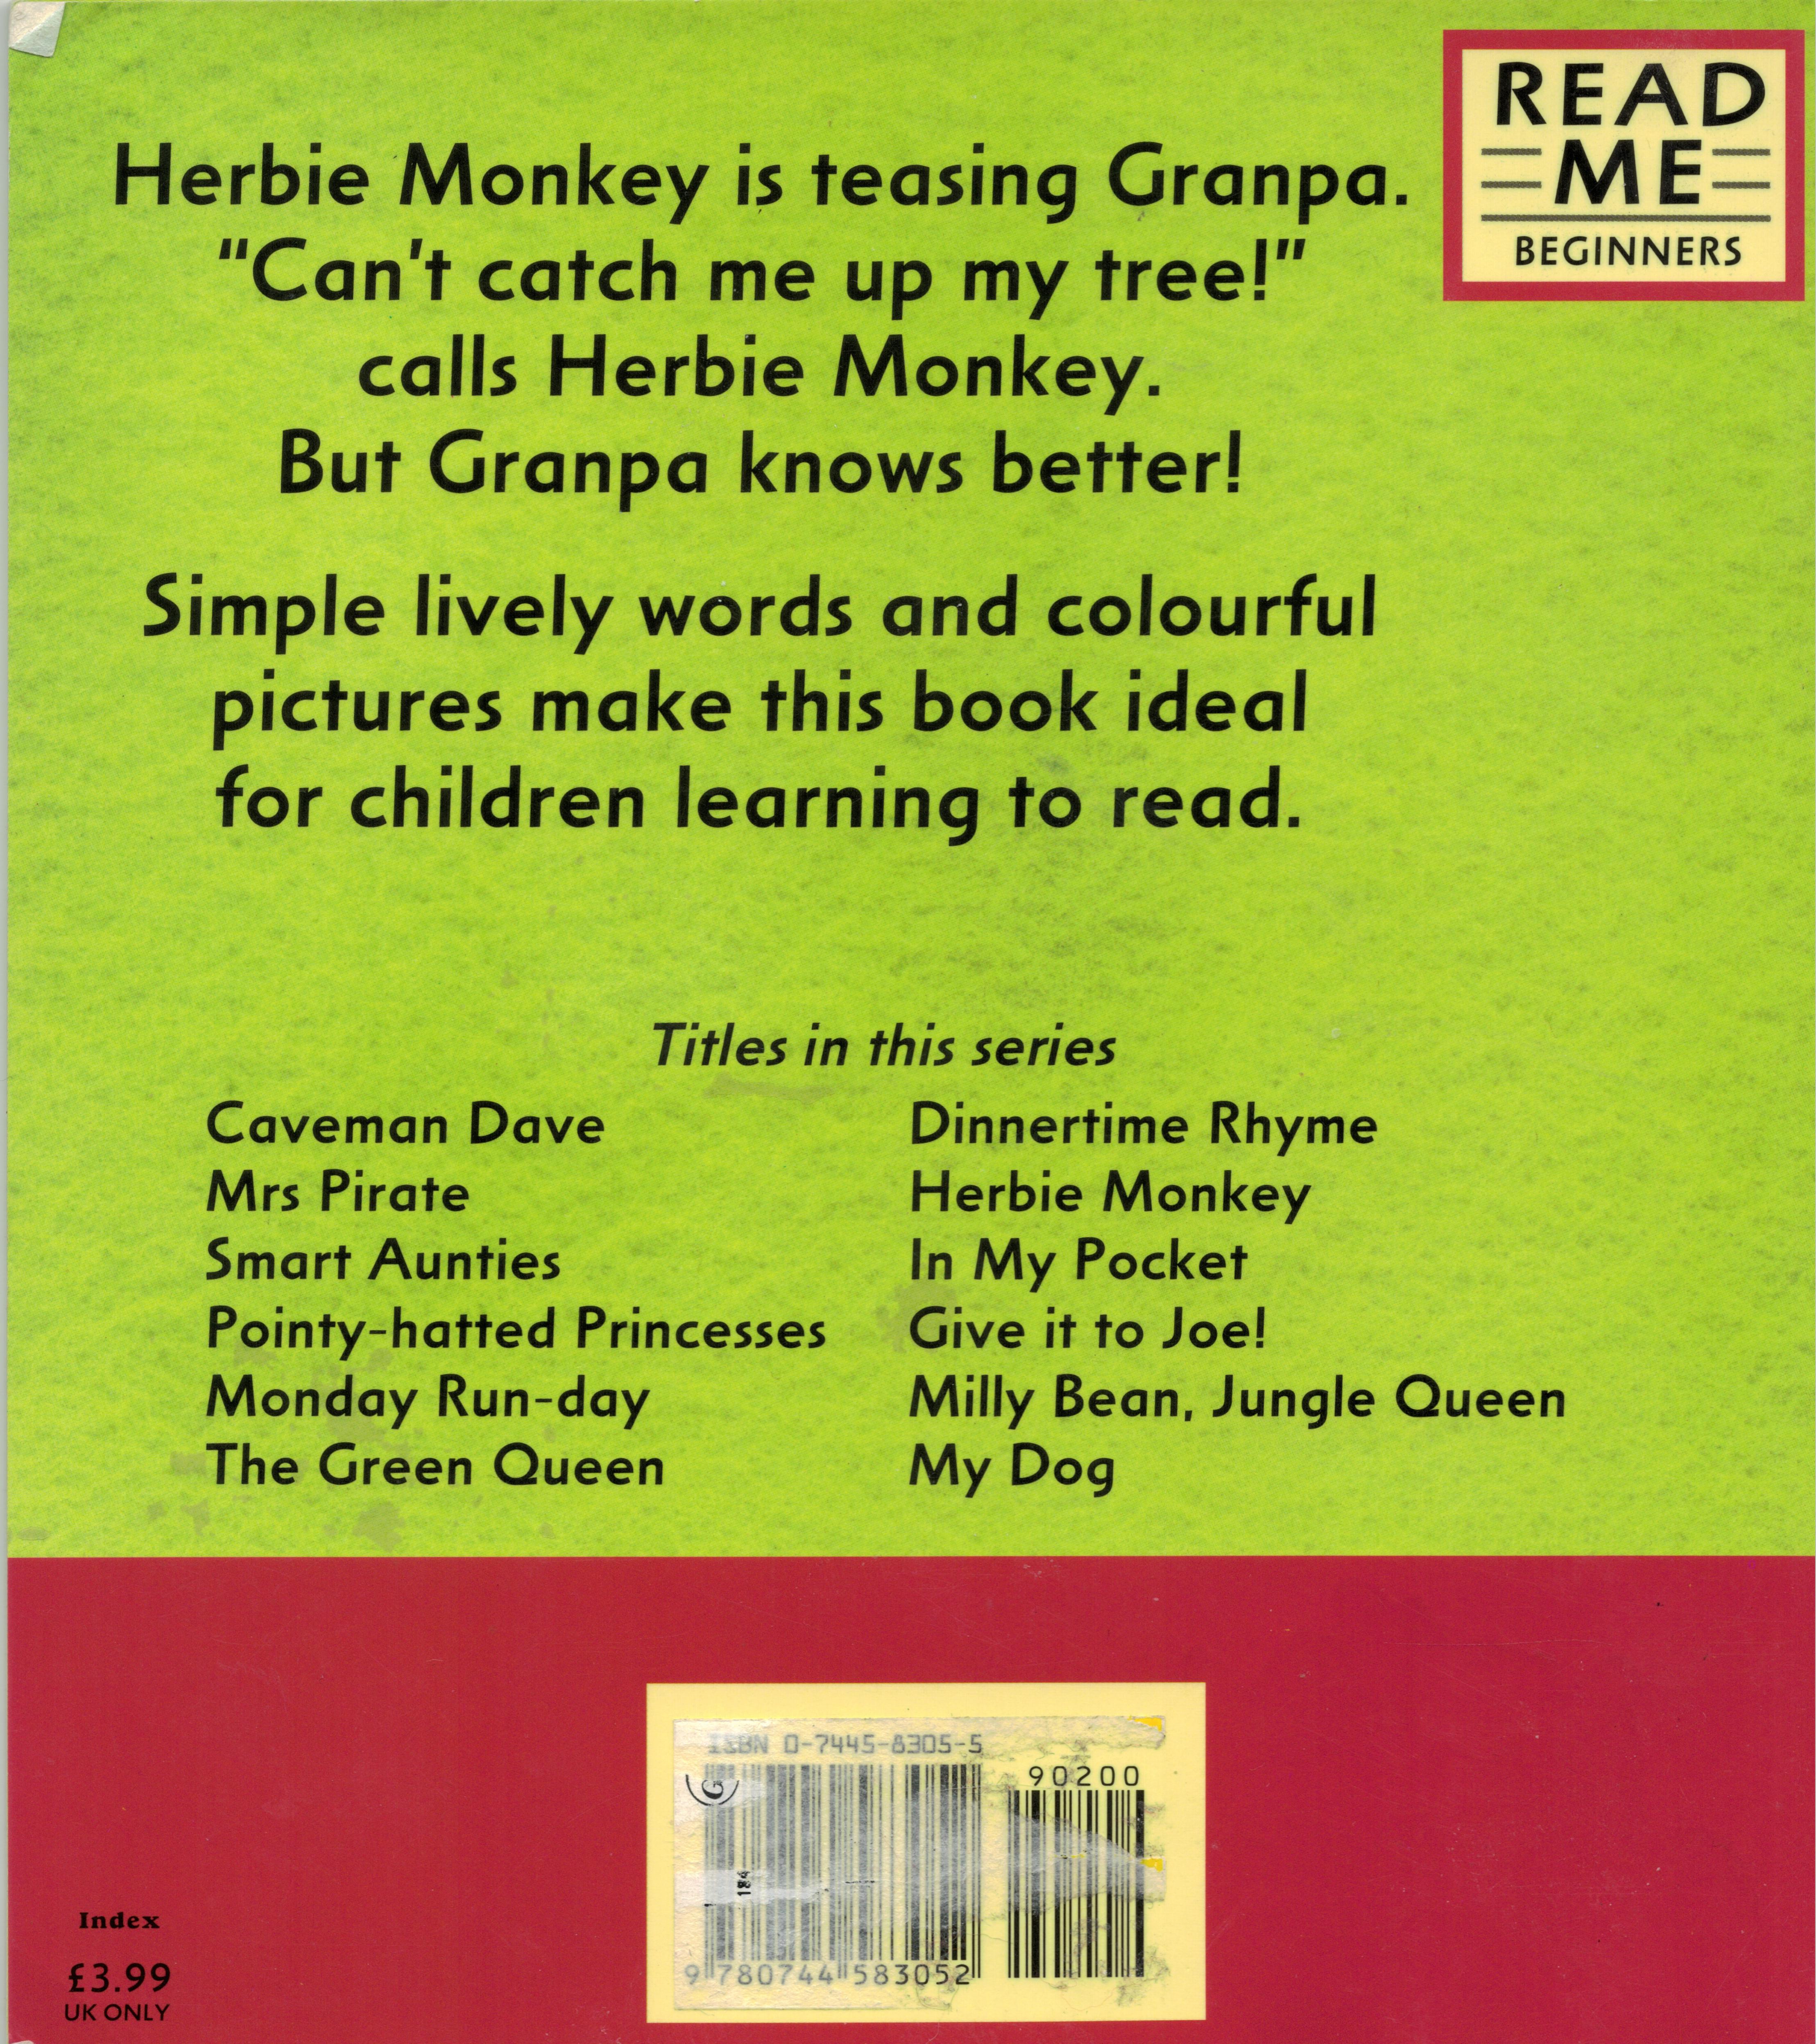 READ
ME
BEGINNERS
Herbie Monkey is teasing Granpa.
"Can't catch me up my tree!"
calls Herbie Monkey.
But Granpa knows better!
Simple lively words and colourful
pictures make this book ideal
for children learning to read.
Titles in this series
Caveman Dave
Mrs Pirate
Smart Aunties
Pointy-hatted Princesses
Monday Run-day
The Green Queen
Dinnertime Rhyme
Herbie Monkey
In My Pocket
Give it to Joe!
Milly Bean, Jungle Queen
My Dog
ISBN 0-7445-8305-5
90200
G
184
9 780744 583052
Index
£3.99
UK ONLY